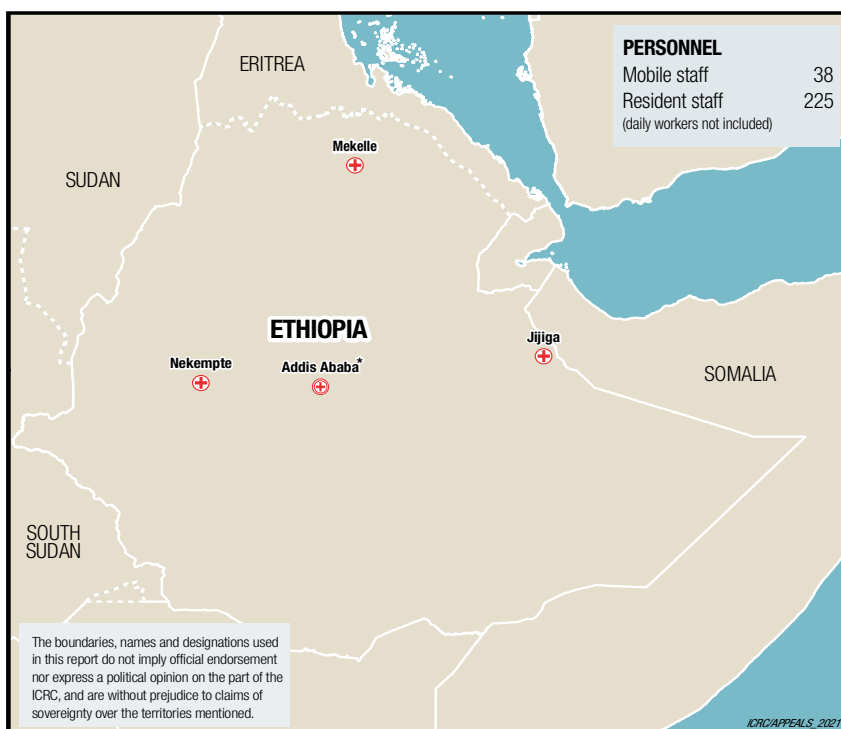 PERSONNEL
Mobile staff 38
Resident staff 225
(daily workers not included)
ERITREA
Mekelle
SUDAN
ETHIOPIA
Jijiga
Nekempte
Addis Ababa*
SOMALIA
SOUTH
SUDAN
The boundaries, names and designations used
in this report do not imply official endorsement
nor express a political opinion on the part of the
ICRC, and are without prejudice to claims of
sovereignty over the territories mentioned.
ICRC/APPEALS_2021